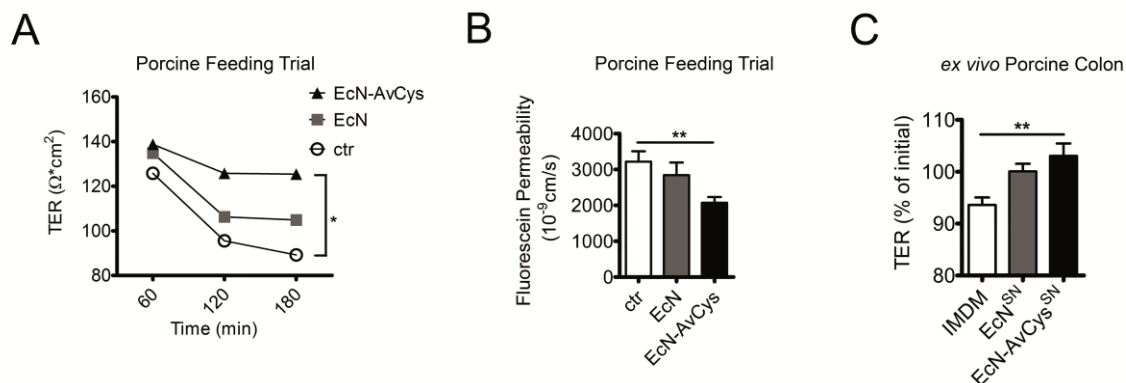 A
Porcine Feeding Trial
160
140
120
100
80
TER (Ω*cm2)
EcN-AvCys
EcN
ctr
*
60
120
180
Time (min)
B
Porcine Feeding Trial
**
4000
3000
2000
1000
0
Fluorescein Permeability
(10-9cm/s)
ctr
EcN
EcN-AvCys
C
ex vivo Porcine Colon
**
110
100
90
80
TER (% of initial)
IMDM
EcNSN
EcN-AvCysSN